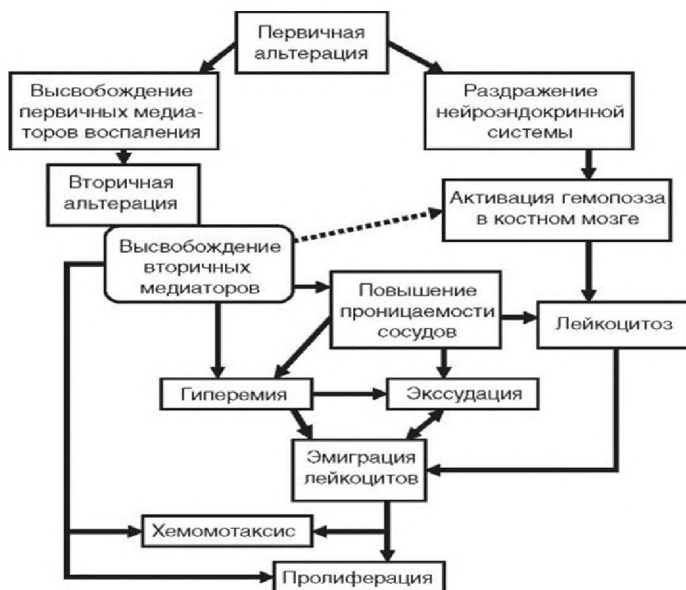 Первичная
альтерация
Высвобождение
первичных медиа-
торов воспаления
Раздражение
нейроэндокринной
системы
Вторичная
альтерация
Активация гемопоэза
в костном мозге
Высвобождение
вторичных
медиаторов
Повышение
проницаемости
сосудов
Лейкоцитоз
Гиперемия
Экссудация
Эмиграция
лейкоцитов
Хемомотаксис
Пролиферация